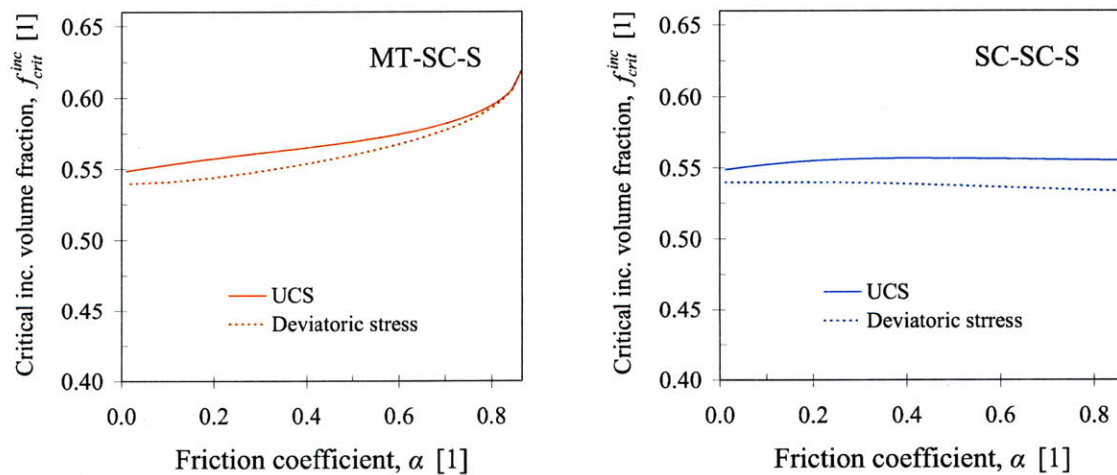 Critical inc. volume fraction, f_crit^inc [1]
0.65
0.60
0.55
0.50
0.45
0.40
MT-SC-S
UCS
Deviatoric stress
0.0 0.2 0.4 0.6 0.8
Friction coefficient, α [1]
Critical inc. volume fraction, f_crit^inc [1]
0.65
0.60
0.55
0.50
0.45
0.40
SC-SC-S
UCS
Deviatoric strress
0.0 0.2 0.4 0.6 0.8
Friction coefficient, α [1]